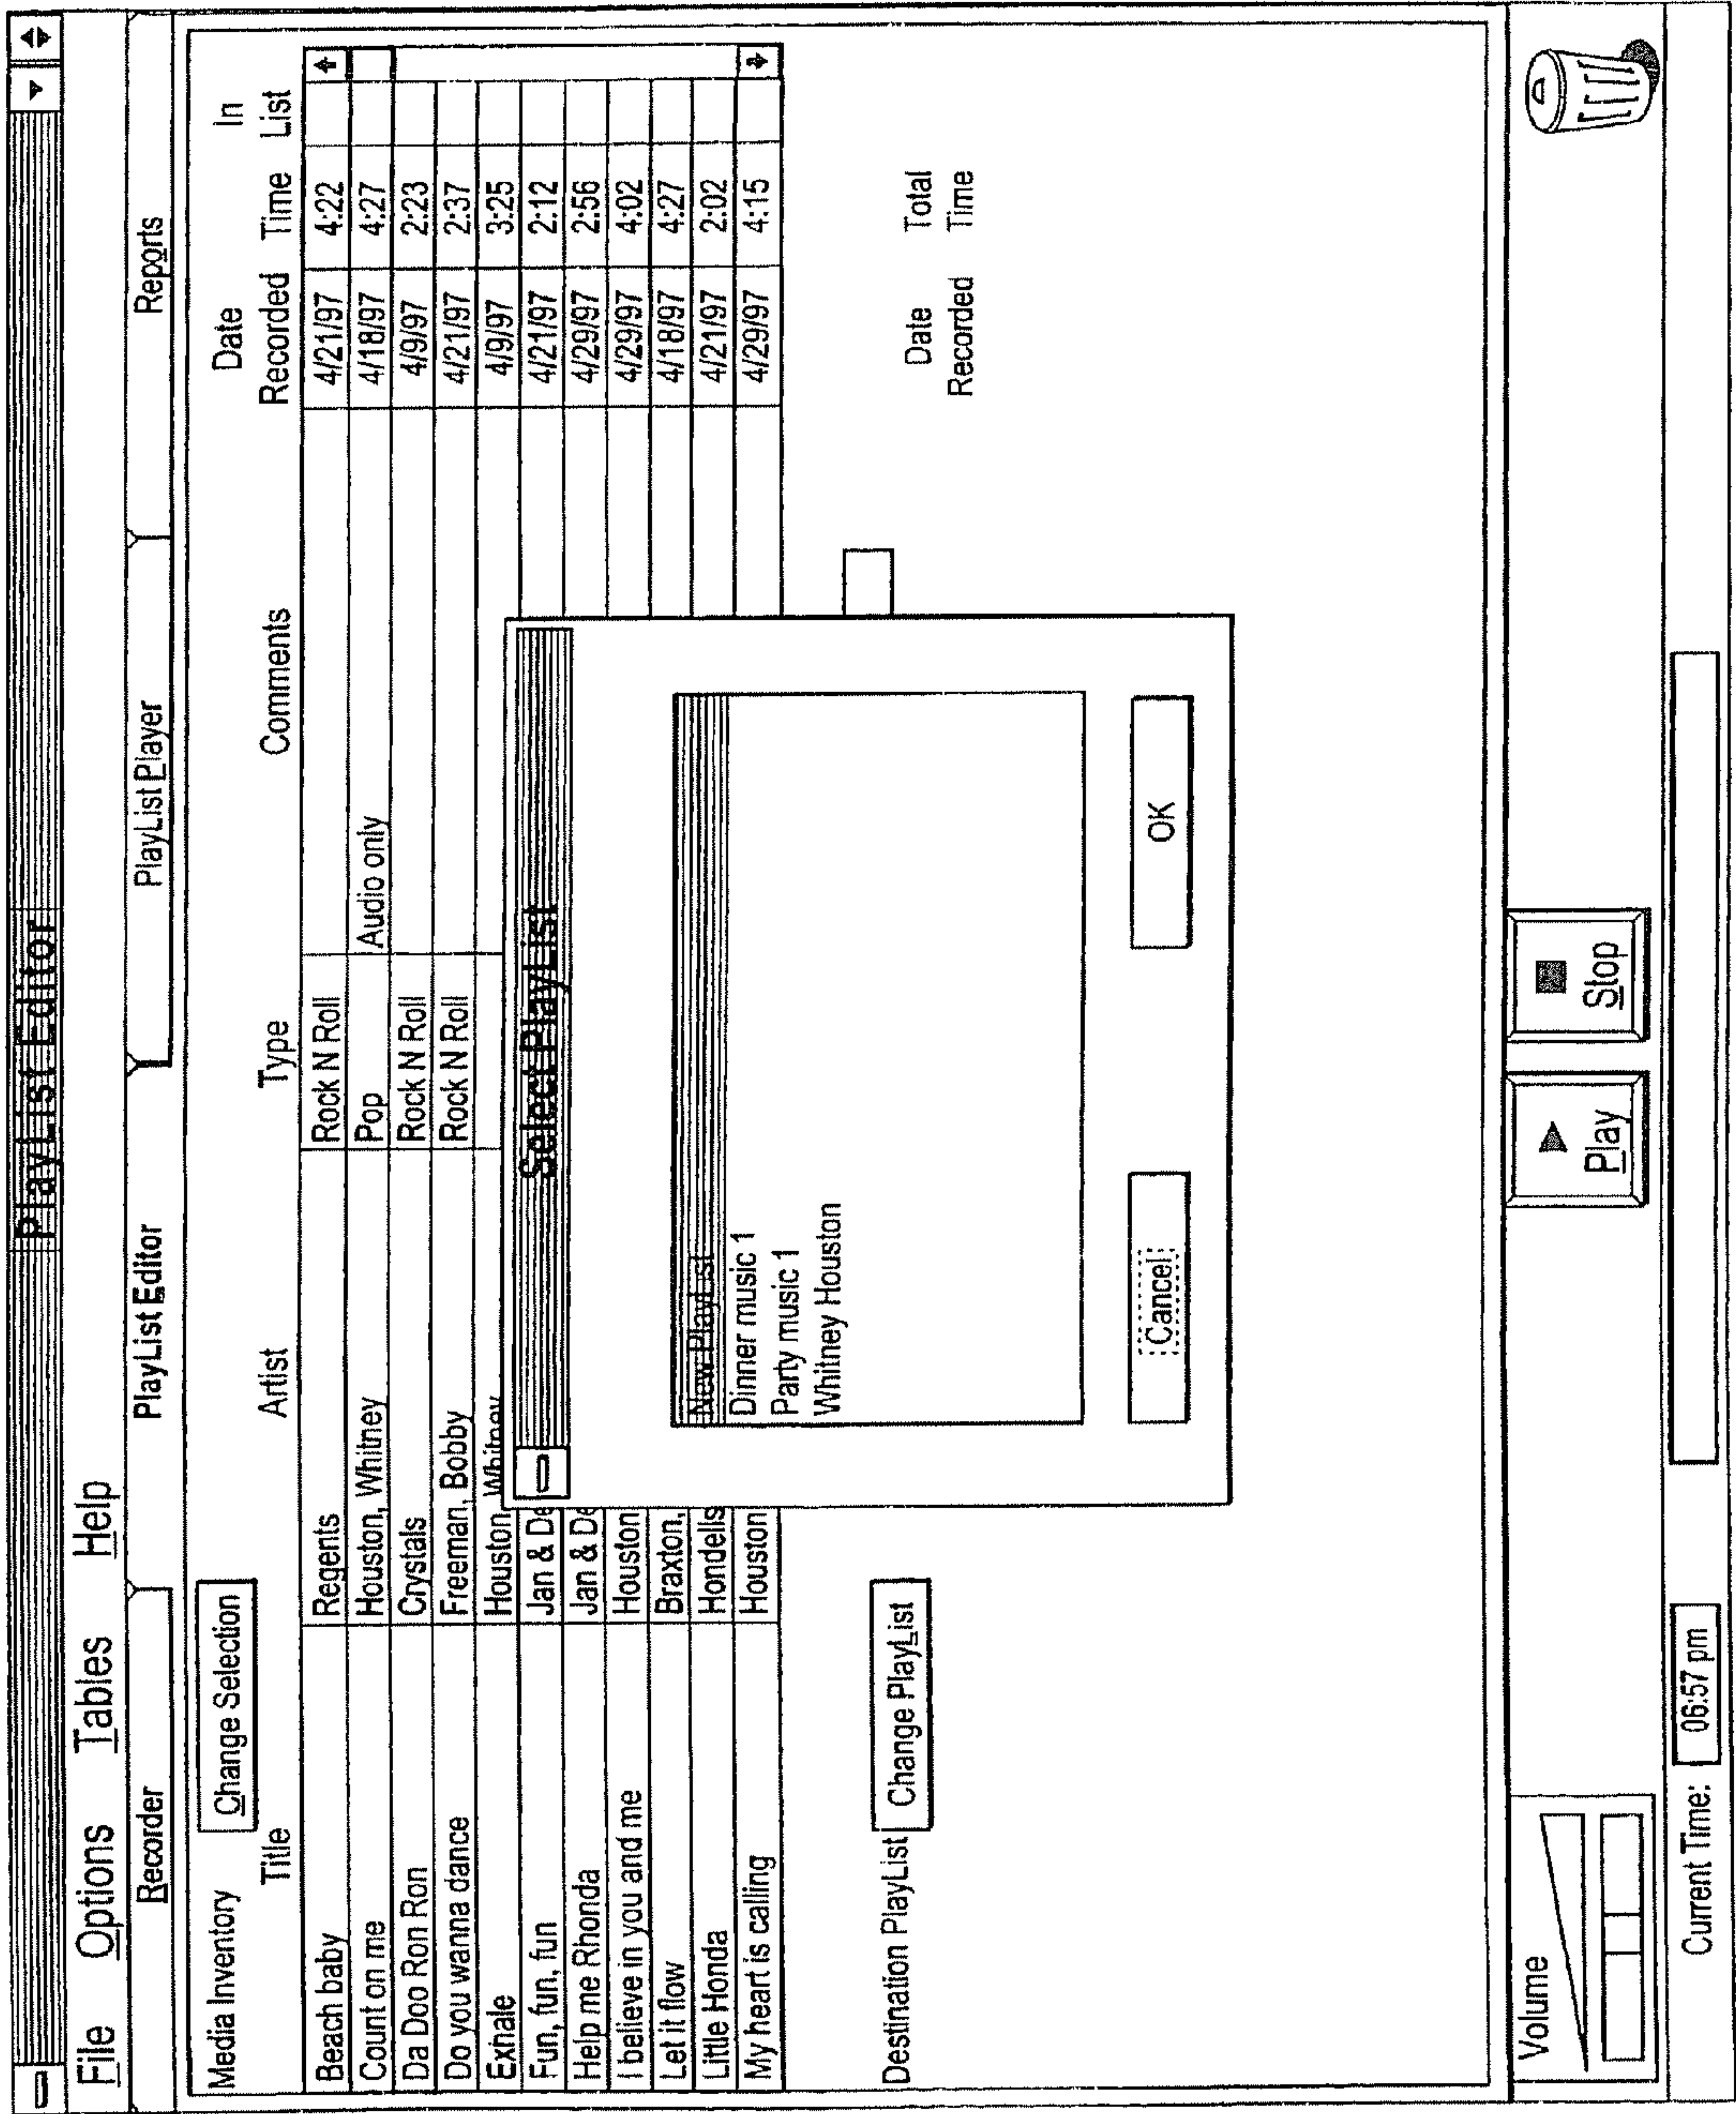 PlayList Editor
File Options Tables Help
Recorder PlayList Editor PlayList Player Reports
Media Inventory Change Selection
Title Artist Type Comments Date Recorded Time In List
Beach baby Regents Rock N Roll 4/21/97 4:22
Count on me Houston, Whitney Pop Audio only 4/18/97 4:27
Da Doo Ron Ron Crystals Rock N Roll 4/9/97 2:23
Do you wanna dance Freeman, Bobby Rock N Roll 4/21/97 2:37
Exhale Houston, Whitney 4/9/97 3:25
Fun, fun, fun Jan & De 4/21/97 2:12
Help me Rhonda Jan & De 4/29/97 2:56
I believe in you and me Houston 4/29/97 4:02
Let it flow Braxton, 4/18/97 4:27
Little Honda Hondells 4/21/97 2:02
My heart is calling Houston 4/29/97 4:15
Select PlayList
New PlayList
Dinner music 1
Party music 1
Whitney Houston
Cancel OK
Destination PlayList Change PlayList Date Recorded Total Time
Volume Play Stop
Current Time: 06:57 pm